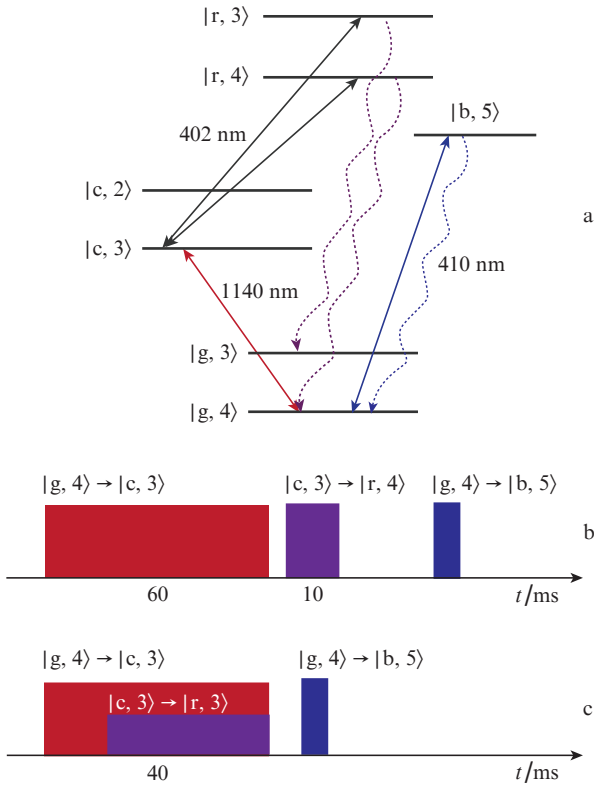 |r, 3⟩
|r, 4⟩
|b, 5⟩
402 nm
|c, 2⟩
a
|c, 3⟩
410 nm
1140 nm
|g, 3⟩
|g, 4⟩
|g, 4⟩ → |c, 3⟩ |c, 3⟩ → |r, 4⟩ |g, 4⟩ → |b, 5⟩
b
60 10 t/ms
|g, 4⟩ → |c, 3⟩ |g, 4⟩ → |b, 5⟩
|c, 3⟩ → |r, 3⟩
c
40 t/ms